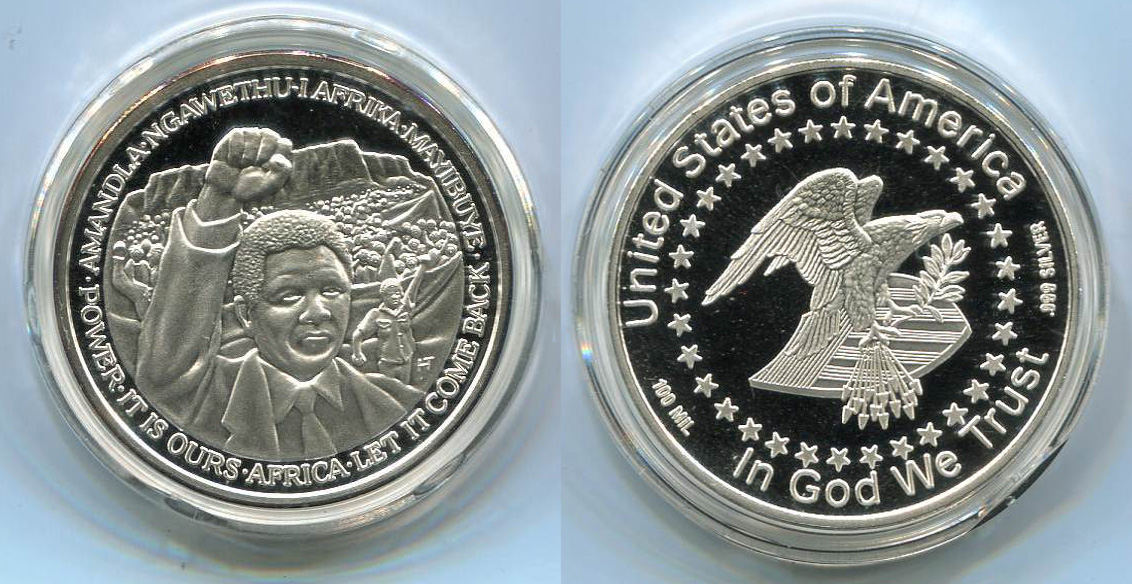 POWER·AMANDLA·NGAWETHU·I AFRIKA·MAYIBUYE·
IT IS OURS·AFRICA·LET IT COME BACK
United States of America
.999 SILVER.
100 MIL
In God We Trust